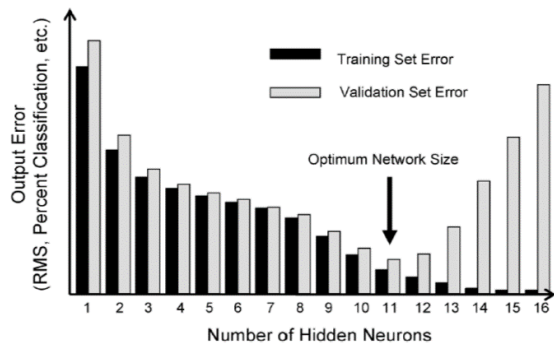 Output Error
(RMS, Percent Classification, etc.)
Training Set Error
Validation Set Error
Optimum Network Size
1 2 3 4 5 6 7 8 9 10 11 12 13 14 15 16
Number of Hidden Neurons